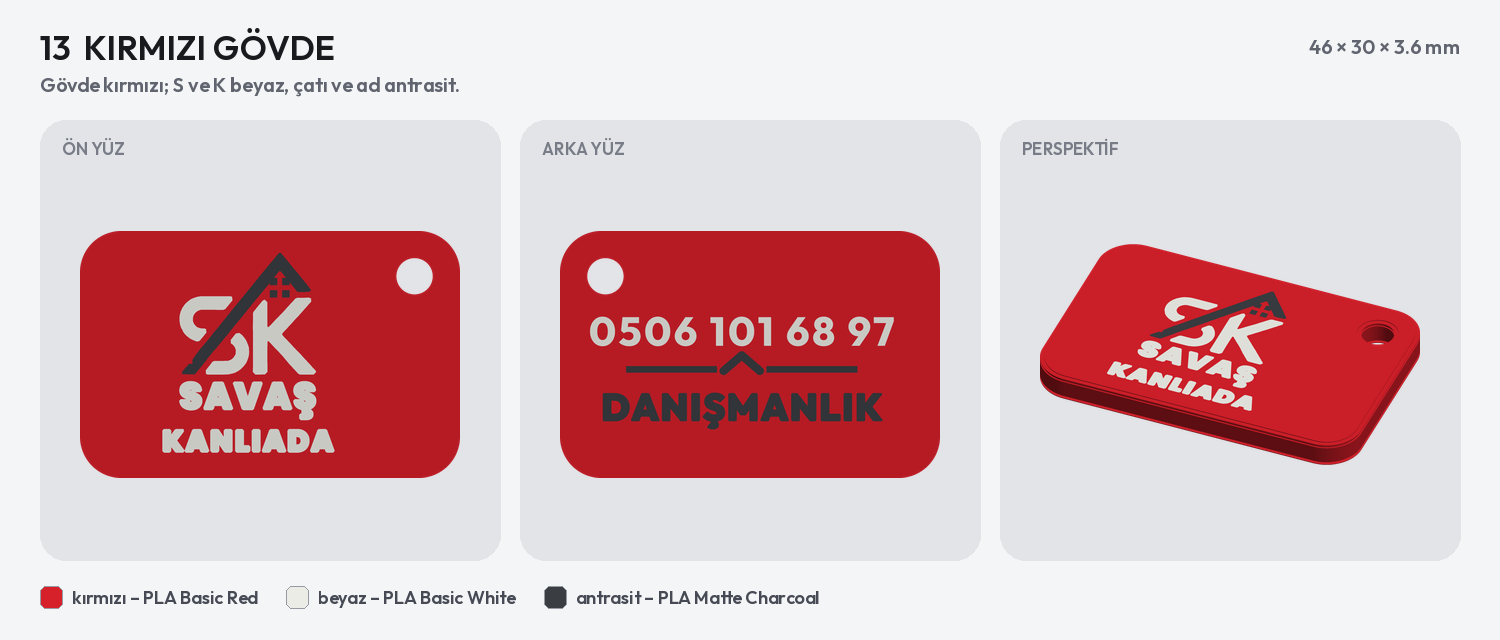 13 KIRMIZI GÖVDE
46 × 30 × 3.6 mm
Gövde kırmızı; S ve K beyaz, çatı ve ad antrasit.
ÖN YÜZ
SK
SAVAŞ
KANLIADA
ARKA YÜZ
0506 101 68 97
DANIŞMANLIK
PERSPEKTİF
SK
SAVAŞ
KANLIADA
kırmızı – PLA Basic Red
beyaz – PLA Basic White
antrasit – PLA Matte Charcoal